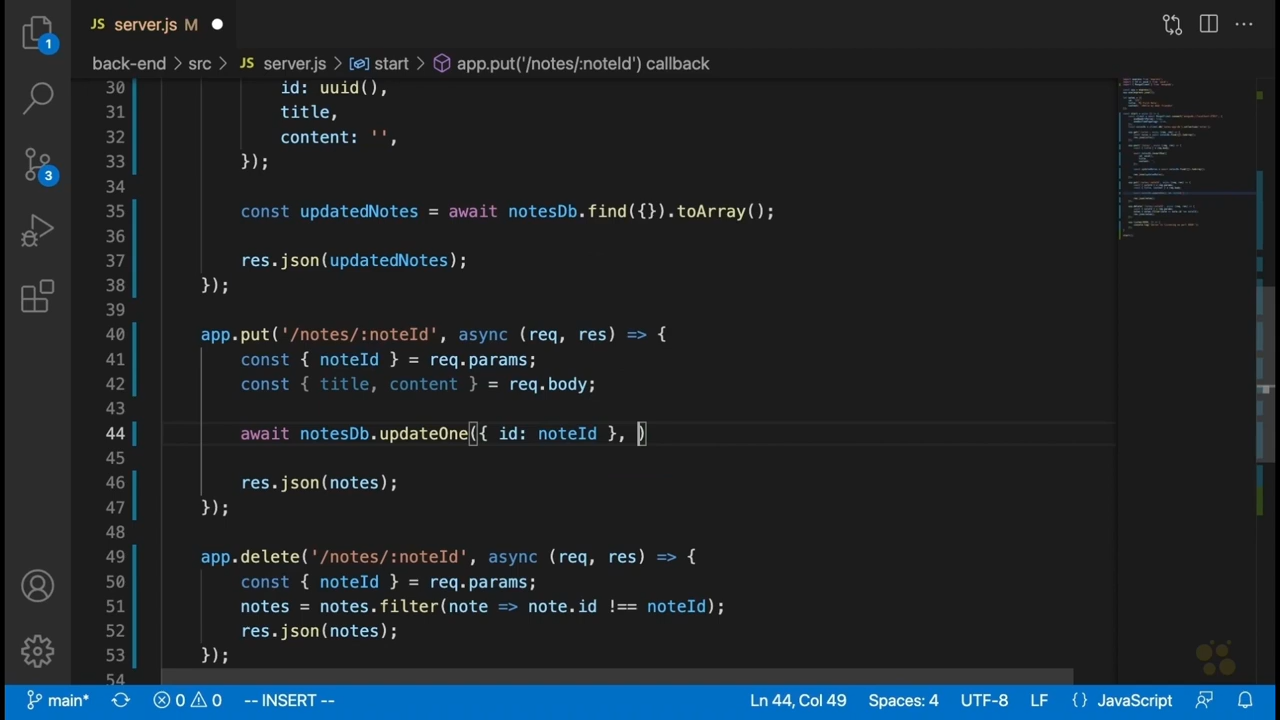 JS server.js M
1
back-end > src > JS server.js > start > app.put('/notes/:noteId') callback
30 id: uuid(),
31 title,
32 content: '',
33 });
34
35 const updatedNotes = await notesDb.find({}).toArray();
36
37 res.json(updatedNotes);
38 });
39
40 app.put('/notes/:noteId', async (req, res) => {
41 const { noteId } = req.params;
42 const { title, content } = req.body;
43
44 await notesDb.updateOne({ id: noteId }, )
45
46 res.json(notes);
47 });
48
49 app.delete('/notes/:noteId', async (req, res) => {
50 const { noteId } = req.params;
51 notes = notes.filter(note => note.id !== noteId);
52 res.json(notes);
53 });
54
3
main* 0 0 -- INSERT -- Ln 44, Col 49 Spaces: 4 UTF-8 LF {} JavaScript